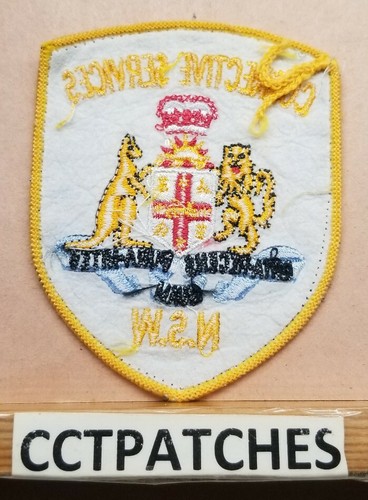 CORRECTIVE SERVICES
N.S.W.
CCTPATCHES